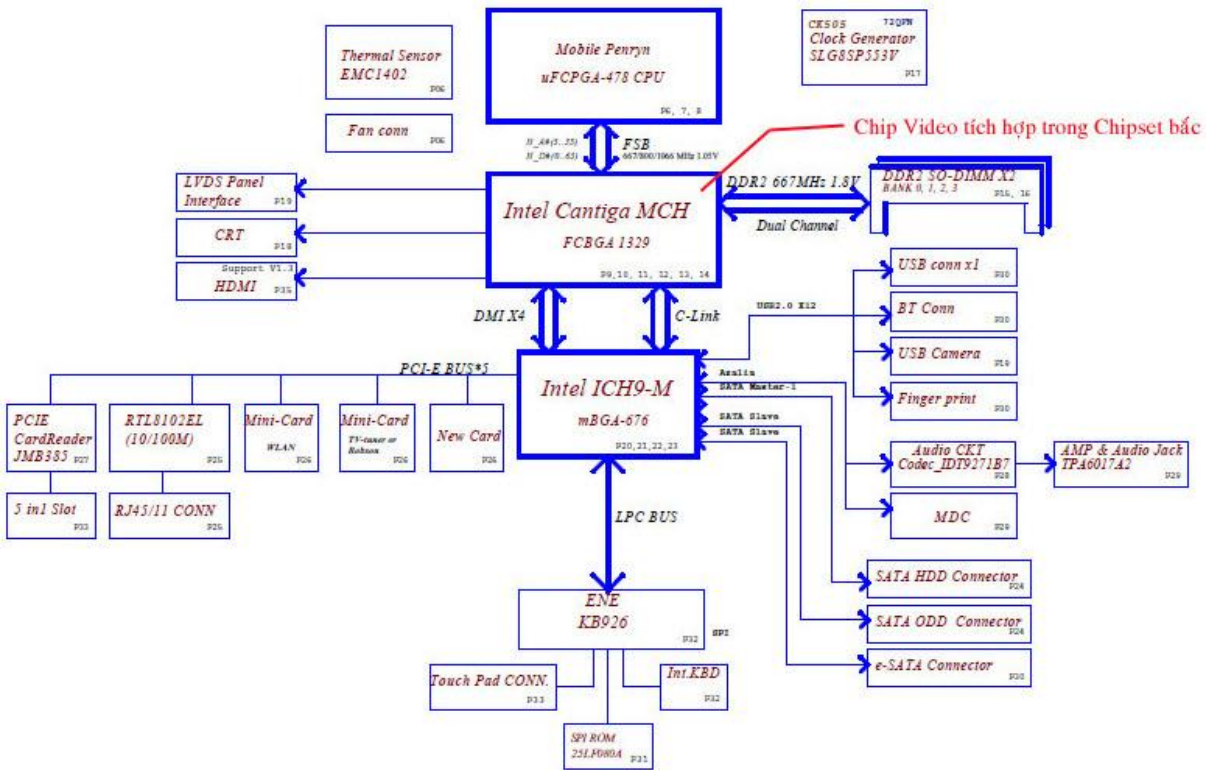 CK505 72QFN
Clock Generator
SLG8SP553V
P17
Thermal Sensor
EMC1402
P06
Mobile Penryn
uFCPGA-478 CPU
P6, 7, 8
Fan conn
P06
Chip Video tích hợp trong Chipset bắc
H_A#(3..35)
H_D#(0..63)
FSB
667/800/1066 MHz 1.05V
LVDS Panel
Interface
P19
CRT
P18
Support V1.3
HDMI
P35
Intel Cantiga MCH
FCBGA 1329
P9,10, 11, 12, 13, 14
DDR2 667MHz 1.8V
Dual Channel
DDR2 SO-DIMM X2
BANK 0, 1, 2, 3
P15, 16
DMI X4
C-Link
USB2.0 X12
USB conn x1
P30
BT Conn
P30
USB Camera
P19
Finger print
P30
PCI-E BUS*5
Intel ICH9-M
mBGA-676
P20,21,22,23
Azalia
SATA Master-1
SATA Slave
SATA Slave
PCIE
CardReader
JMB385
P27
RTL8102EL
(10/100M)
P25
Mini-Card
WLAN
P26
Mini-Card
TV-tuner or
Robson
P26
New Card
P26
Audio CKT
Codec_IDT9271B7
P28
AMP & Audio Jack
TPA6017A2
P29
5 in1 Slot
P33
RJ45/11 CONN
P25
MDC
P29
LPC BUS
SATA HDD Connector
P24
SATA ODD Connector
P24
e-SATA Connector
P30
ENE
KB926
P32
SPI
Touch Pad CONN.
P33
Int.KBD
P32
SPI ROM
25LF080A
P31